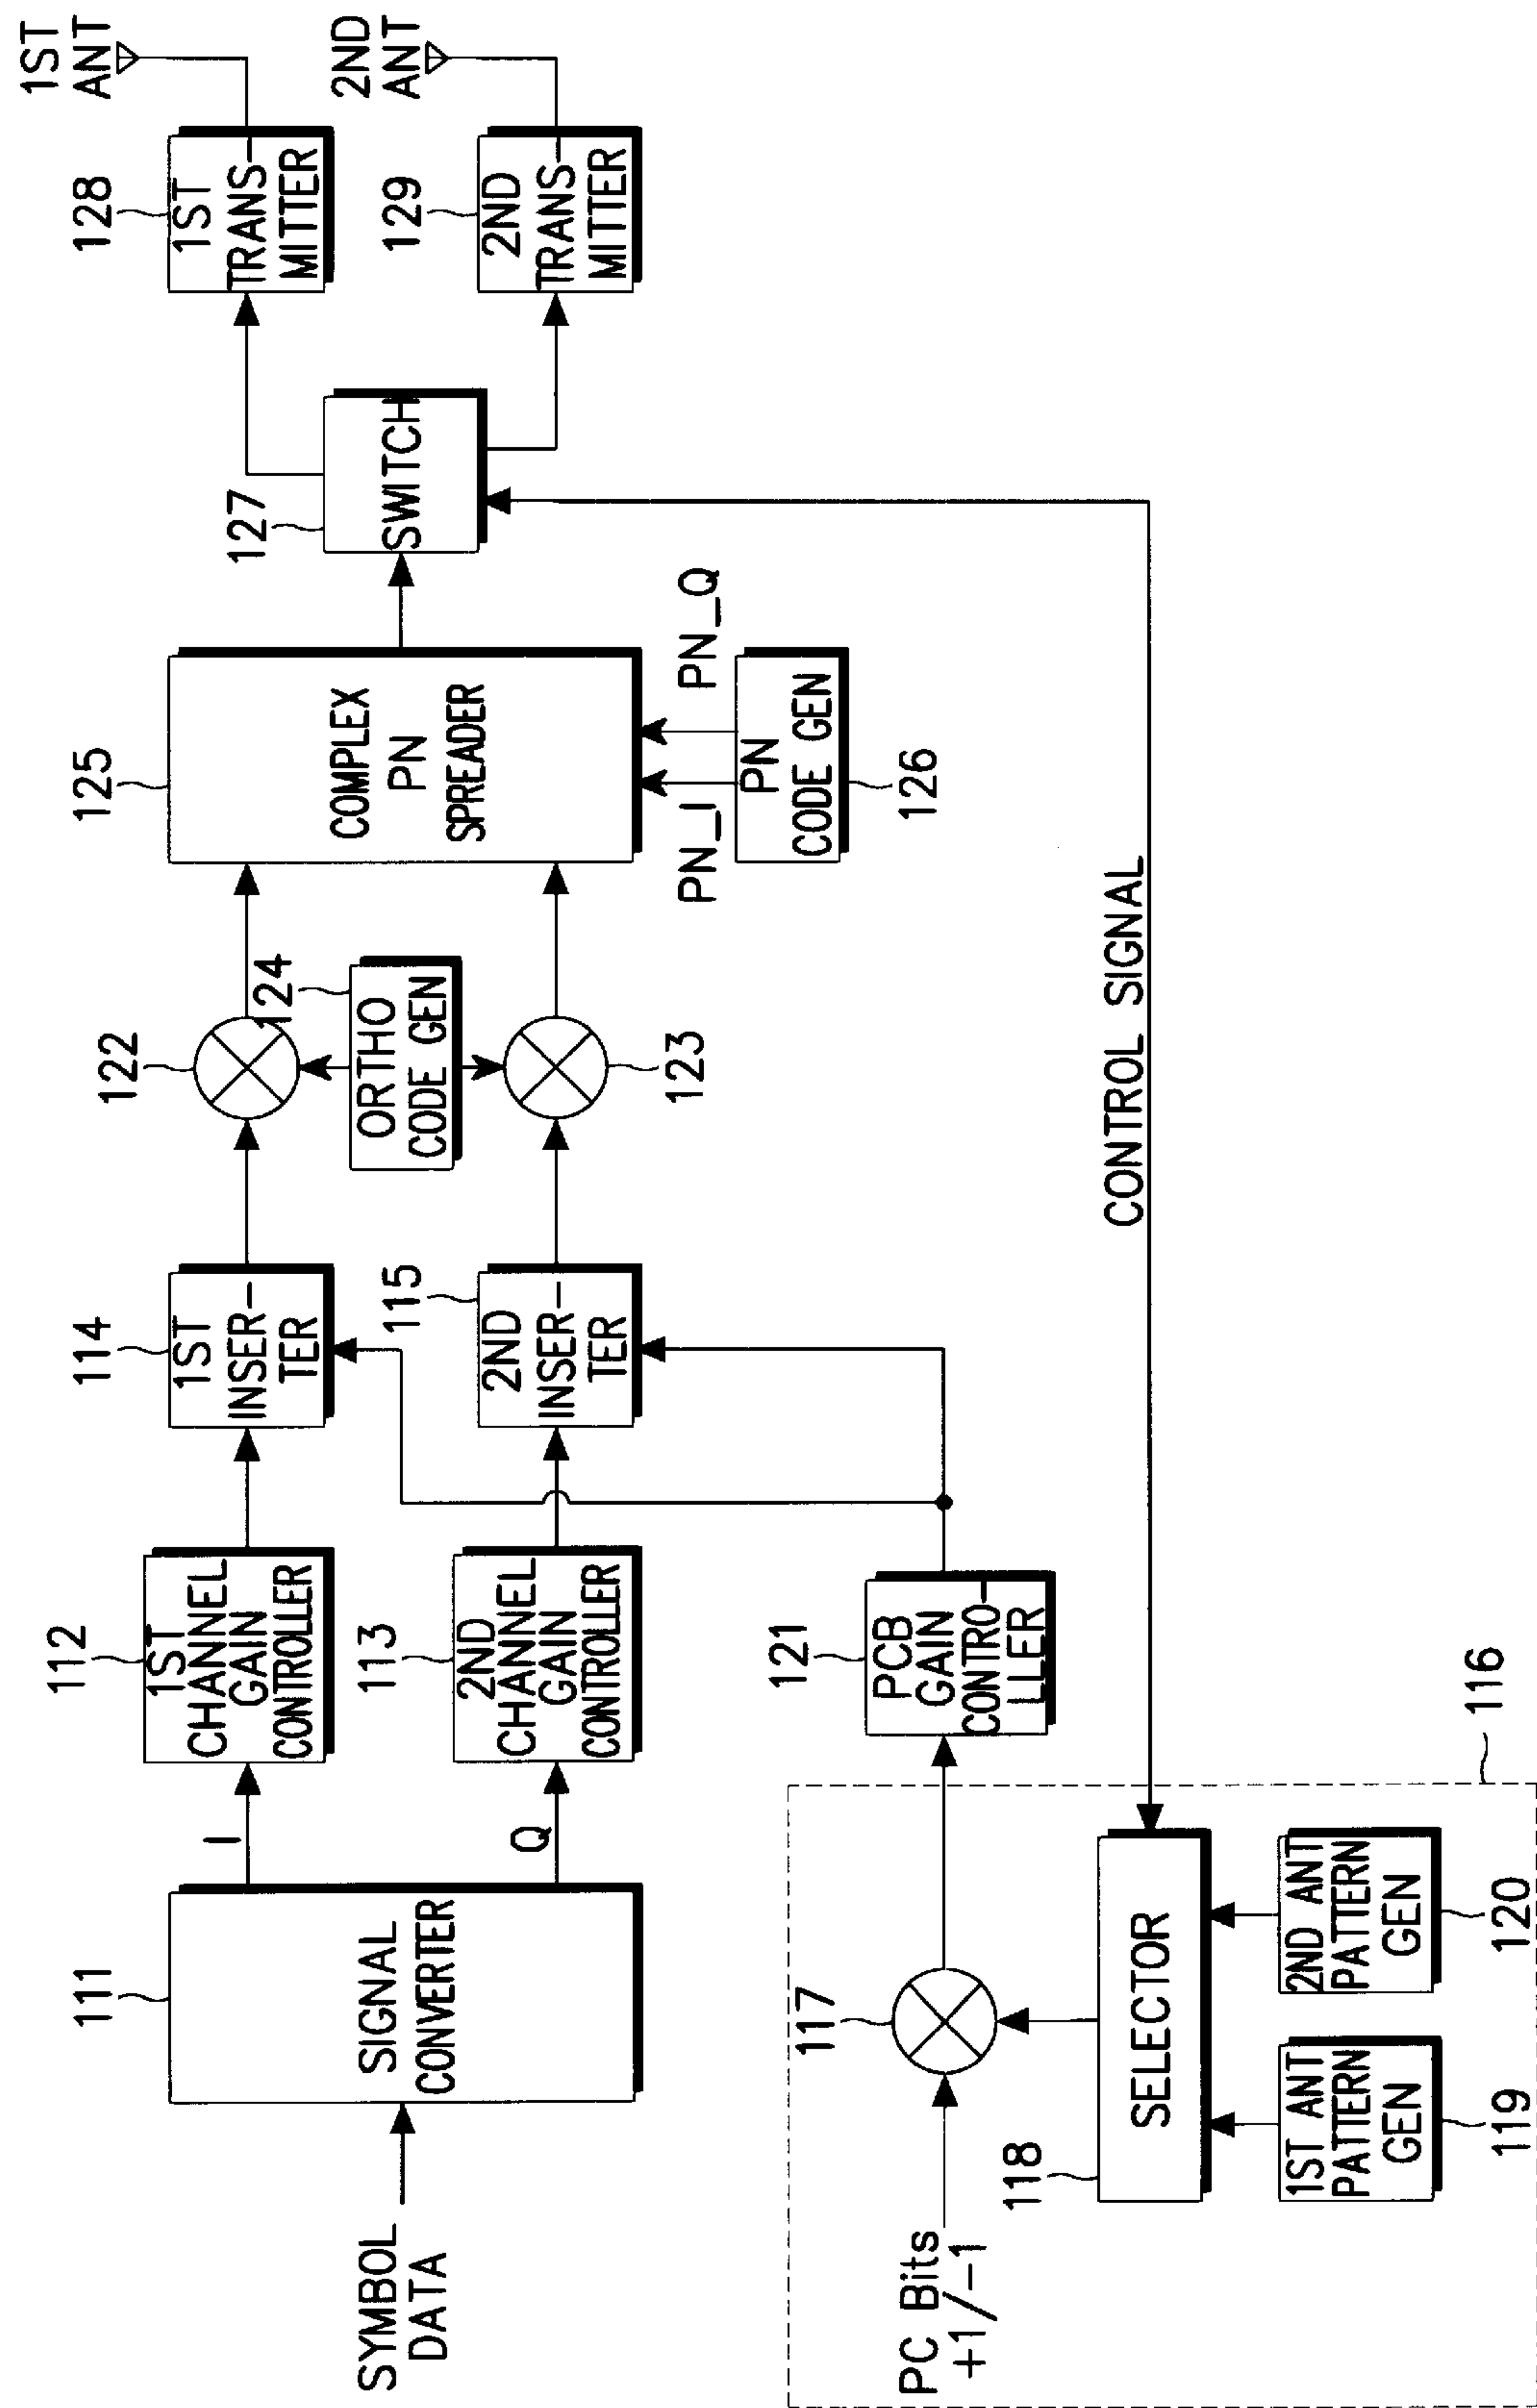 SYMBOL
DATA
111
SIGNAL
CONVERTER
I
Q
112
1ST
CHANNEL
GAIN
CONTROLLER
113
2ND
CHANNEL
GAIN
CONTROLLER
114
1ST
INSER-
TER
115
2ND
INSER-
TER
122
124
ORTHO
CODE GEN
123
125
COMPLEX
PN
SPREADER
PN_I
PN_Q
PN
CODE GEN
126
127
SWITCH
128
1ST
TRANS-
MITTER
129
2ND
TRANS-
MITTER
1ST
ANT
2ND
ANT
PC Bits
+1/-1
117
121
PCB
GAIN
CONTRO-
LLER
CONTROL SIGNAL
118
SELECTOR
1ST ANT
PATTERN
GEN
119
2ND ANT
PATTERN
GEN
120
116